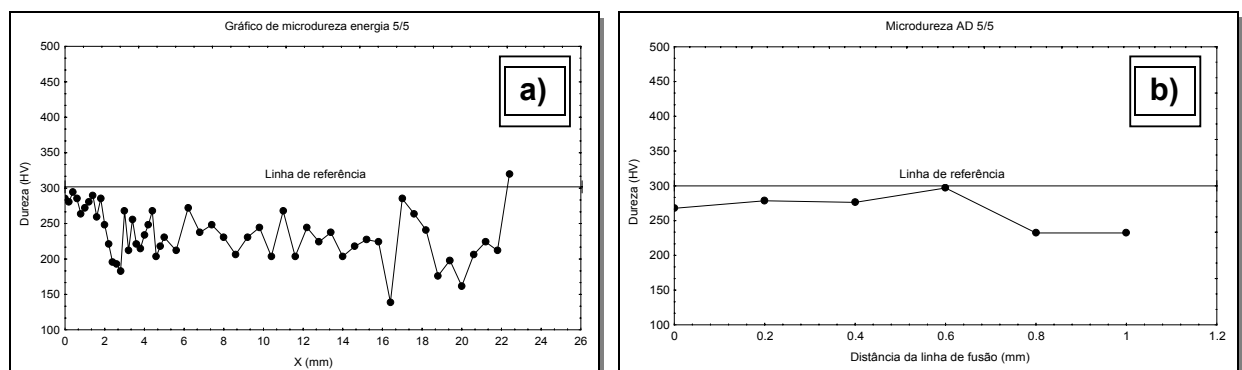 Gráfico de microdureza energia 5/5
500
450
400
350
300
250
200
150
100
Dureza (HV)
a)
Linha de referência
0 2 4 6 8 10 12 14 16 18 20 22 24 26
X (mm)
Microdureza AD 5/5
500
450
400
350
300
250
200
150
100
Dureza (HV)
b)
Linha de referência
0 0.2 0.4 0.6 0.8 1 1.2
Distância da linha de fusão (mm)